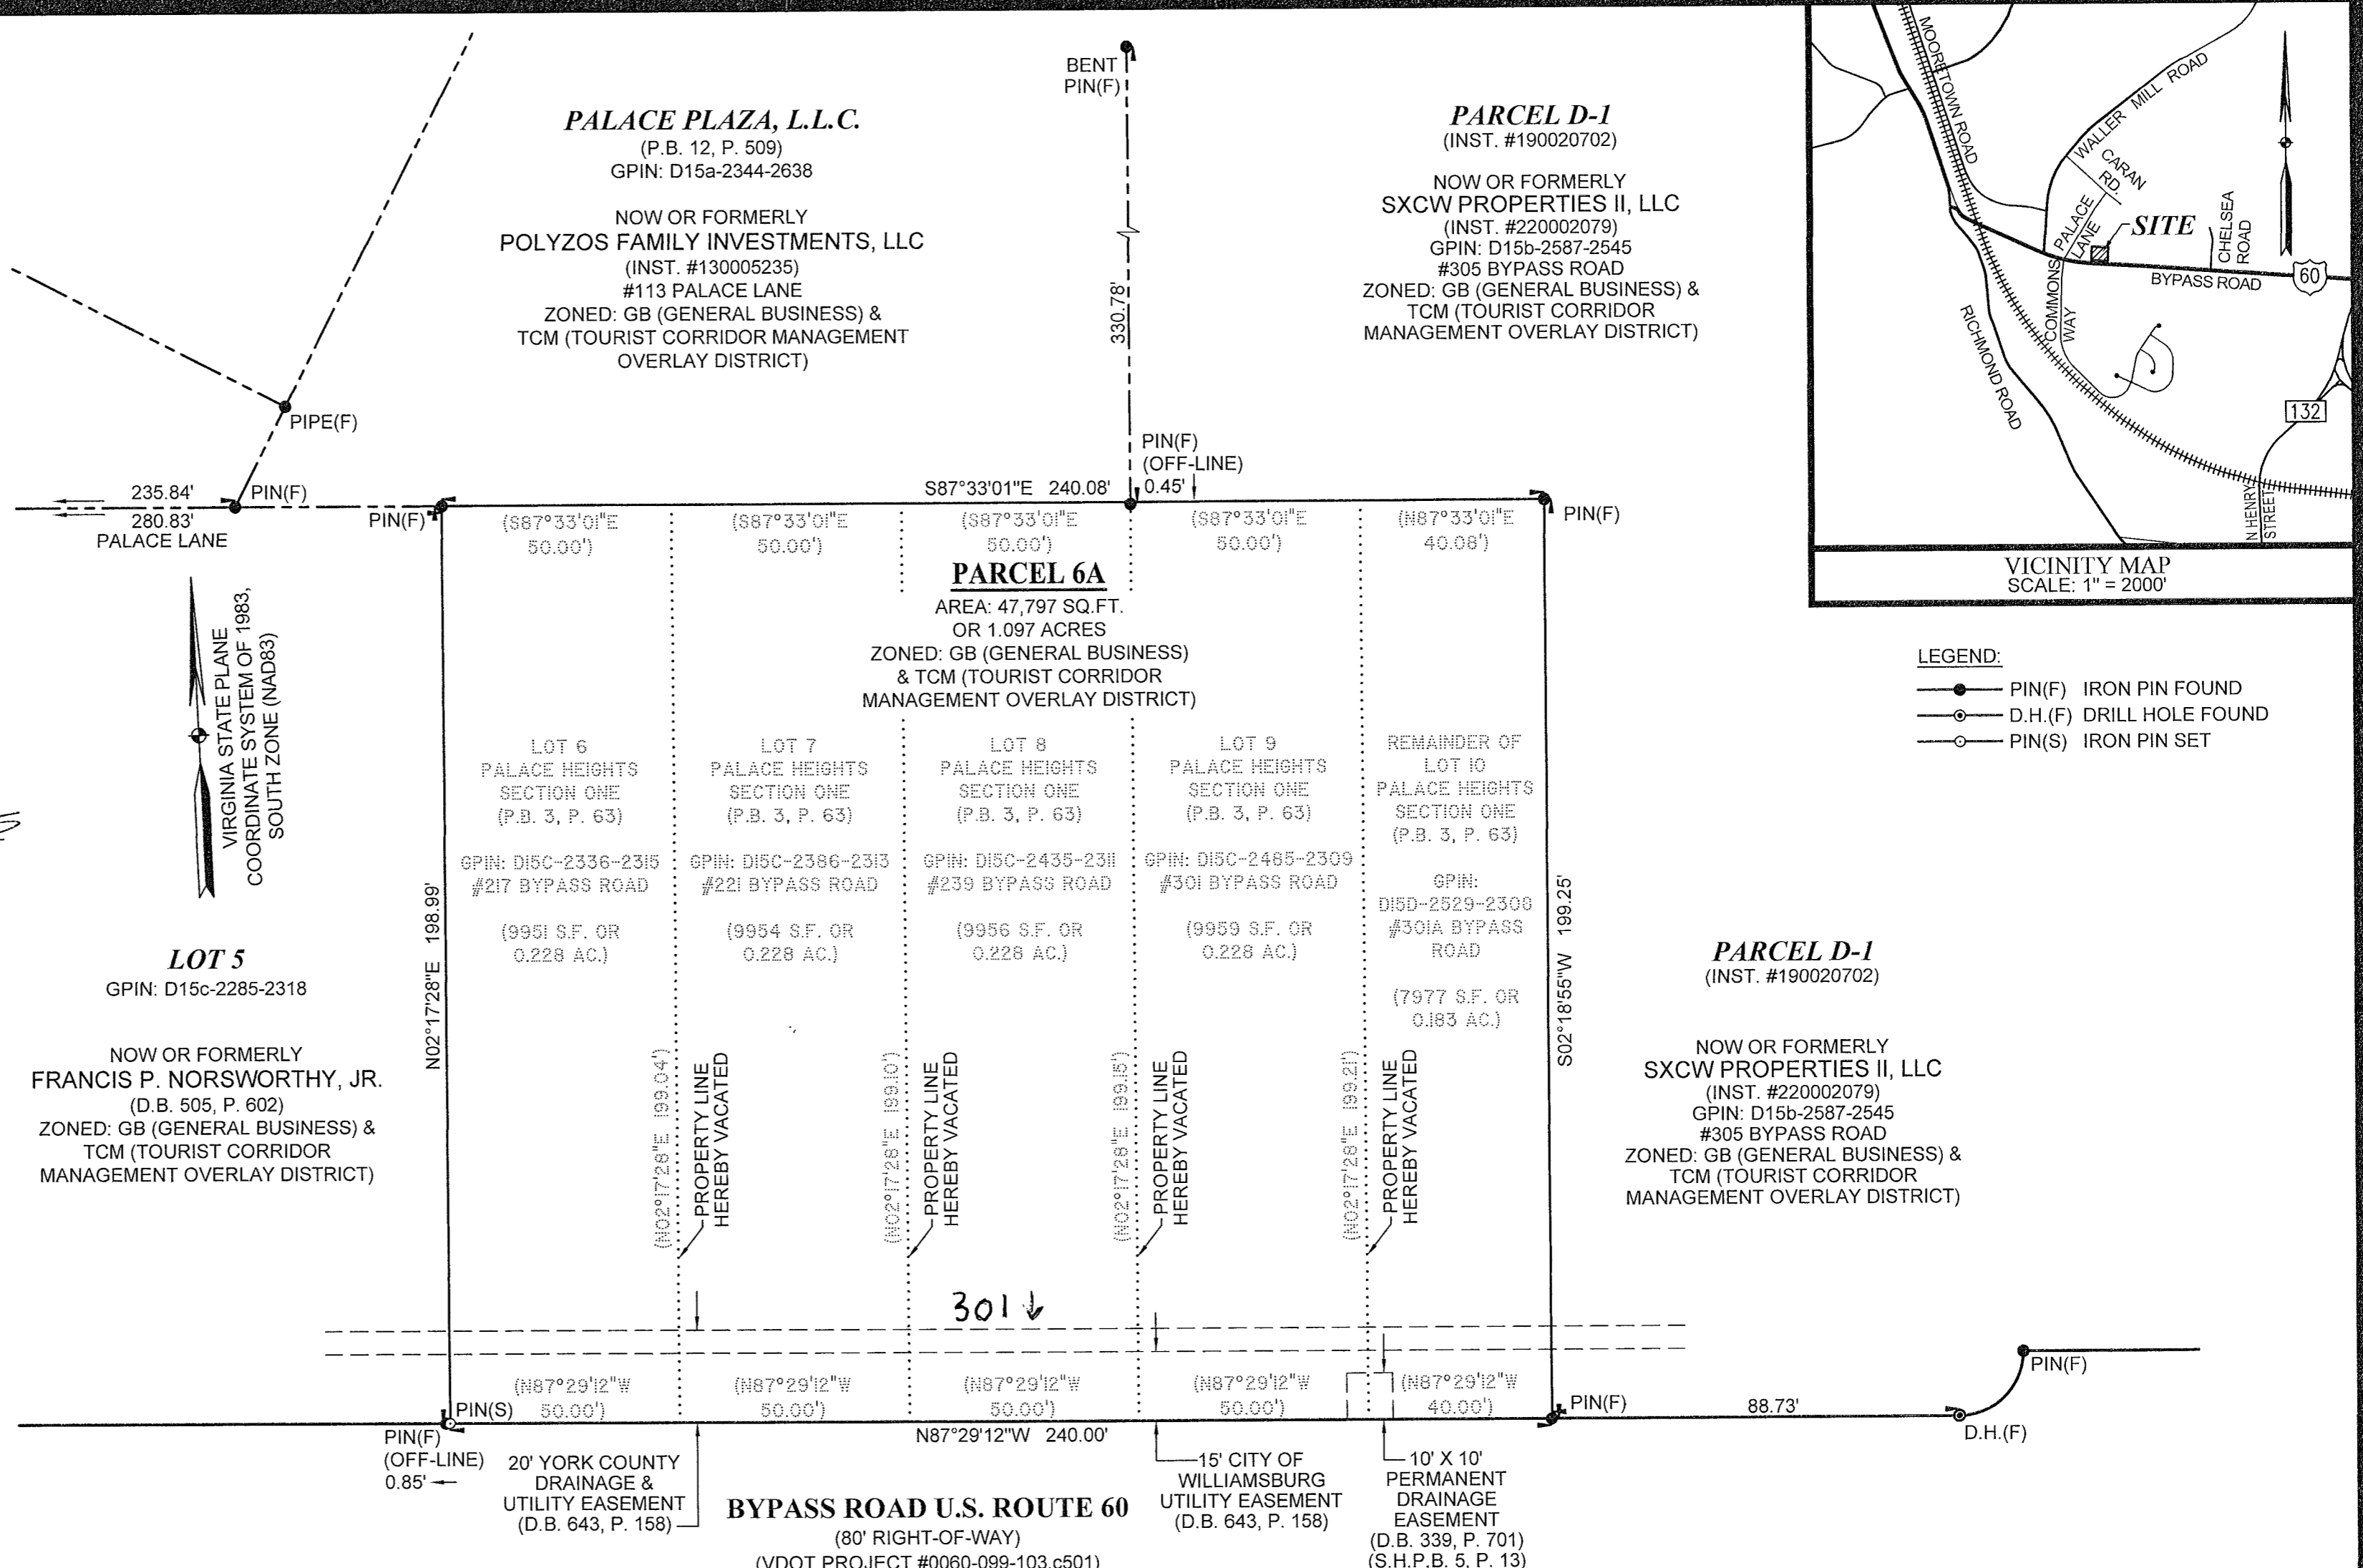 BENT
PIN(F)
PALACE PLAZA, L.L.C.
(P.B. 12, P. 509)
GPIN: D15a-2344-2638
NOW OR FORMERLY
POLYZOS FAMILY INVESTMENTS, LLC
(INST. #130005235)
#113 PALACE LANE
ZONED: GB (GENERAL BUSINESS) &
TCM (TOURIST CORRIDOR MANAGEMENT
OVERLAY DISTRICT)
330.78'
PARCEL D-1
(INST. #190020702)
NOW OR FORMERLY
SXCW PROPERTIES II, LLC
(INST. #220002079)
GPIN: D15b-2587-2545
#305 BYPASS ROAD
ZONED: GB (GENERAL BUSINESS) &
TCM (TOURIST CORRIDOR
MANAGEMENT OVERLAY DISTRICT)
MOORETOWN ROAD
WALLER MILL ROAD
CARAN
RD.
PALACE
LANE
SITE
CHELSEA
ROAD
BYPASS ROAD
60
COMMONS
WAY
RICHMOND ROAD
132
N HENRY
STREET
VICINITY MAP
SCALE: 1" = 2000'
LEGEND:
PIN(F) IRON PIN FOUND
D.H.(F) DRILL HOLE FOUND
PIN(S) IRON PIN SET
PIPE(F)
235.84'
PIN(F)
280.83'
PALACE LANE
PIN(F)
S87°33'01"E 240.08'
PIN(F)
(OFF-LINE)
0.45'
PIN(F)
(S87°33'01"E
50.00')
(S87°33'01"E
50.00')
(S87°33'01"E
50.00')
(S87°33'01"E
50.00')
(N87°33'01"E
40.08')
PARCEL 6A
AREA: 47,797 SQ.FT.
OR 1.097 ACRES
ZONED: GB (GENERAL BUSINESS)
& TCM (TOURIST CORRIDOR
MANAGEMENT OVERLAY DISTRICT)
VIRGINIA STATE PLANE
COORDINATE SYSTEM OF 1983,
SOUTH ZONE (NAD83)
LOT 6
PALACE HEIGHTS
SECTION ONE
(P.B. 3, P. 63)
GPIN: D15C-2336-2315
#217 BYPASS ROAD
(9951 S.F. OR
0.228 AC.)
LOT 7
PALACE HEIGHTS
SECTION ONE
(P.B. 3, P. 63)
GPIN: D15C-2386-2313
#221 BYPASS ROAD
(9954 S.F. OR
0.228 AC.)
LOT 8
PALACE HEIGHTS
SECTION ONE
(P.B. 3, P. 63)
GPIN: D15C-2435-2311
#239 BYPASS ROAD
(9956 S.F. OR
0.228 AC.)
LOT 9
PALACE HEIGHTS
SECTION ONE
(P.B. 3, P. 63)
GPIN: D15C-2485-2309
#301 BYPASS ROAD
(9959 S.F. OR
0.228 AC.)
REMAINDER OF
LOT 10
PALACE HEIGHTS
SECTION ONE
(P.B. 3, P. 63)
GPIN:
D15D-2529-2308
#301A BYPASS
ROAD
(7977 S.F. OR
0.183 AC.)
N02°17'28"E 198.99'
S02°18'55"W 199.25'
LOT 5
GPIN: D15c-2285-2318
NOW OR FORMERLY
FRANCIS P. NORSWORTHY, JR.
(D.B. 505, P. 602)
ZONED: GB (GENERAL BUSINESS) &
TCM (TOURIST CORRIDOR
MANAGEMENT OVERLAY DISTRICT)
(N02°17'28"E 199.04')
PROPERTY LINE
HEREBY VACATED
(N02°17'28"E 199.10')
PROPERTY LINE
HEREBY VACATED
(N02°17'28"E 199.15')
PROPERTY LINE
HEREBY VACATED
(N02°17'28"E 199.21')
PROPERTY LINE
HEREBY VACATED
PARCEL D-1
(INST. #190020702)
NOW OR FORMERLY
SXCW PROPERTIES II, LLC
(INST. #220002079)
GPIN: D15b-2587-2545
#305 BYPASS ROAD
ZONED: GB (GENERAL BUSINESS) &
TCM (TOURIST CORRIDOR
MANAGEMENT OVERLAY DISTRICT)
301↓
(N87°29'12"W
50.00')
(N87°29'12"W
50.00')
(N87°29'12"W
50.00')
(N87°29'12"W
50.00')
(N87°29'12"W
40.00')
PIN(S)
PIN(F)
(OFF-LINE)
0.85'
N87°29'12"W 240.00'
PIN(F)
88.73'
PIN(F)
D.H.(F)
20' YORK COUNTY
DRAINAGE &
UTILITY EASEMENT
(D.B. 643, P. 158)
BYPASS ROAD U.S. ROUTE 60
(80' RIGHT-OF-WAY)
(VDOT PROJECT #0060-099-103,c501)
15' CITY OF
WILLIAMSBURG
UTILITY EASEMENT
(D.B. 643, P. 158)
10' X 10'
PERMANENT
DRAINAGE
EASEMENT
(D.B. 339, P. 701)
(S.H.P.B. 5, P. 13)